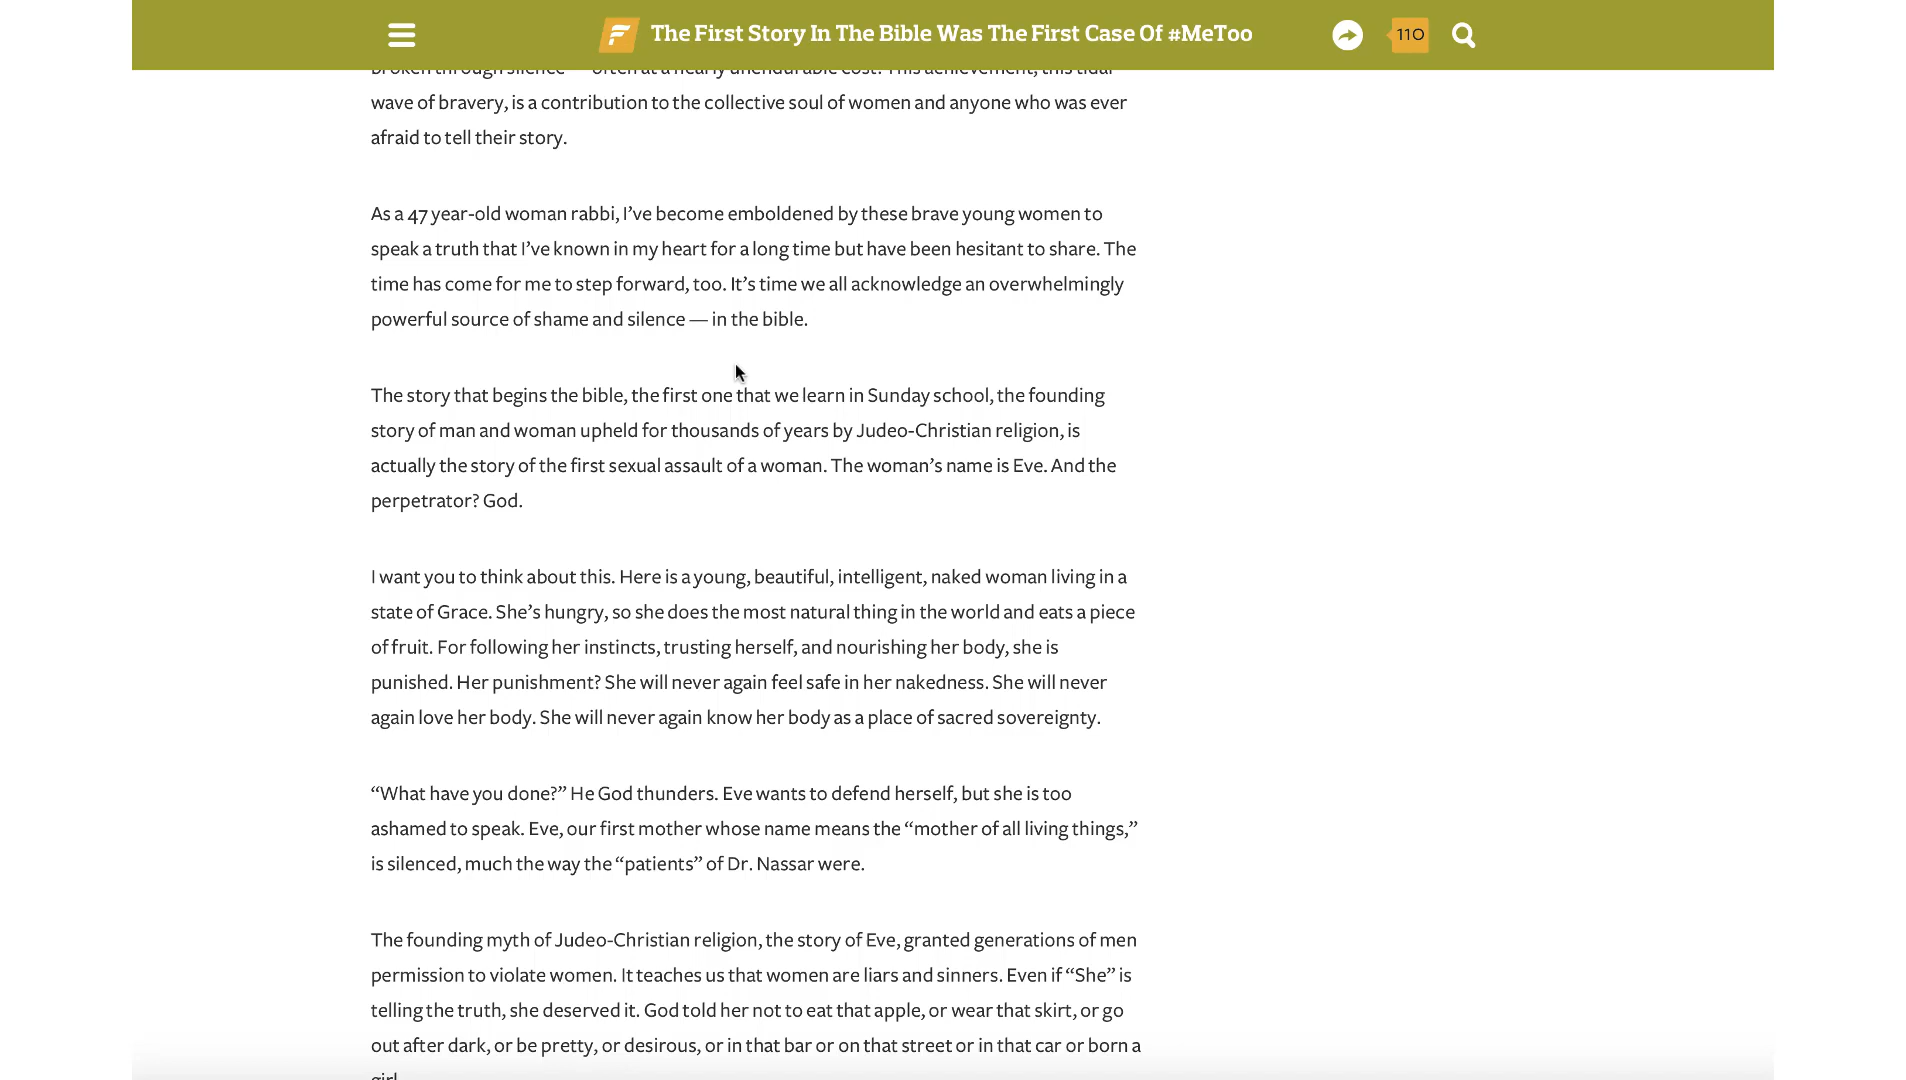 The First Story In The Bible Was The First Case Of #MeToo
110
broken through silence — often at a nearly unendurable cost. This achievement, this tidal
wave of bravery, is a contribution to the collective soul of women and anyone who was ever
afraid to tell their story.
As a 47 year-old woman rabbi, I’ve become emboldened by these brave young women to
speak a truth that I’ve known in my heart for a long time but have been hesitant to share. The
time has come for me to step forward, too. It’s time we all acknowledge an overwhelmingly
powerful source of shame and silence — in the bible.
The story that begins the bible, the first one that we learn in Sunday school, the founding
story of man and woman upheld for thousands of years by Judeo-Christian religion, is
actually the story of the first sexual assault of a woman. The woman’s name is Eve. And the
perpetrator? God.
I want you to think about this. Here is a young, beautiful, intelligent, naked woman living in a
state of Grace. She’s hungry, so she does the most natural thing in the world and eats a piece
of fruit. For following her instincts, trusting herself, and nourishing her body, she is
punished. Her punishment? She will never again feel safe in her nakedness. She will never
again love her body. She will never again know her body as a place of sacred sovereignty.
“What have you done?” He God thunders. Eve wants to defend herself, but she is too
ashamed to speak. Eve, our first mother whose name means the “mother of all living things,”
is silenced, much the way the “patients” of Dr. Nassar were.
The founding myth of Judeo-Christian religion, the story of Eve, granted generations of men
permission to violate women. It teaches us that women are liars and sinners. Even if “She” is
telling the truth, she deserved it. God told her not to eat that apple, or wear that skirt, or go
out after dark, or be pretty, or desirous, or in that bar or on that street or in that car or born a
girl.